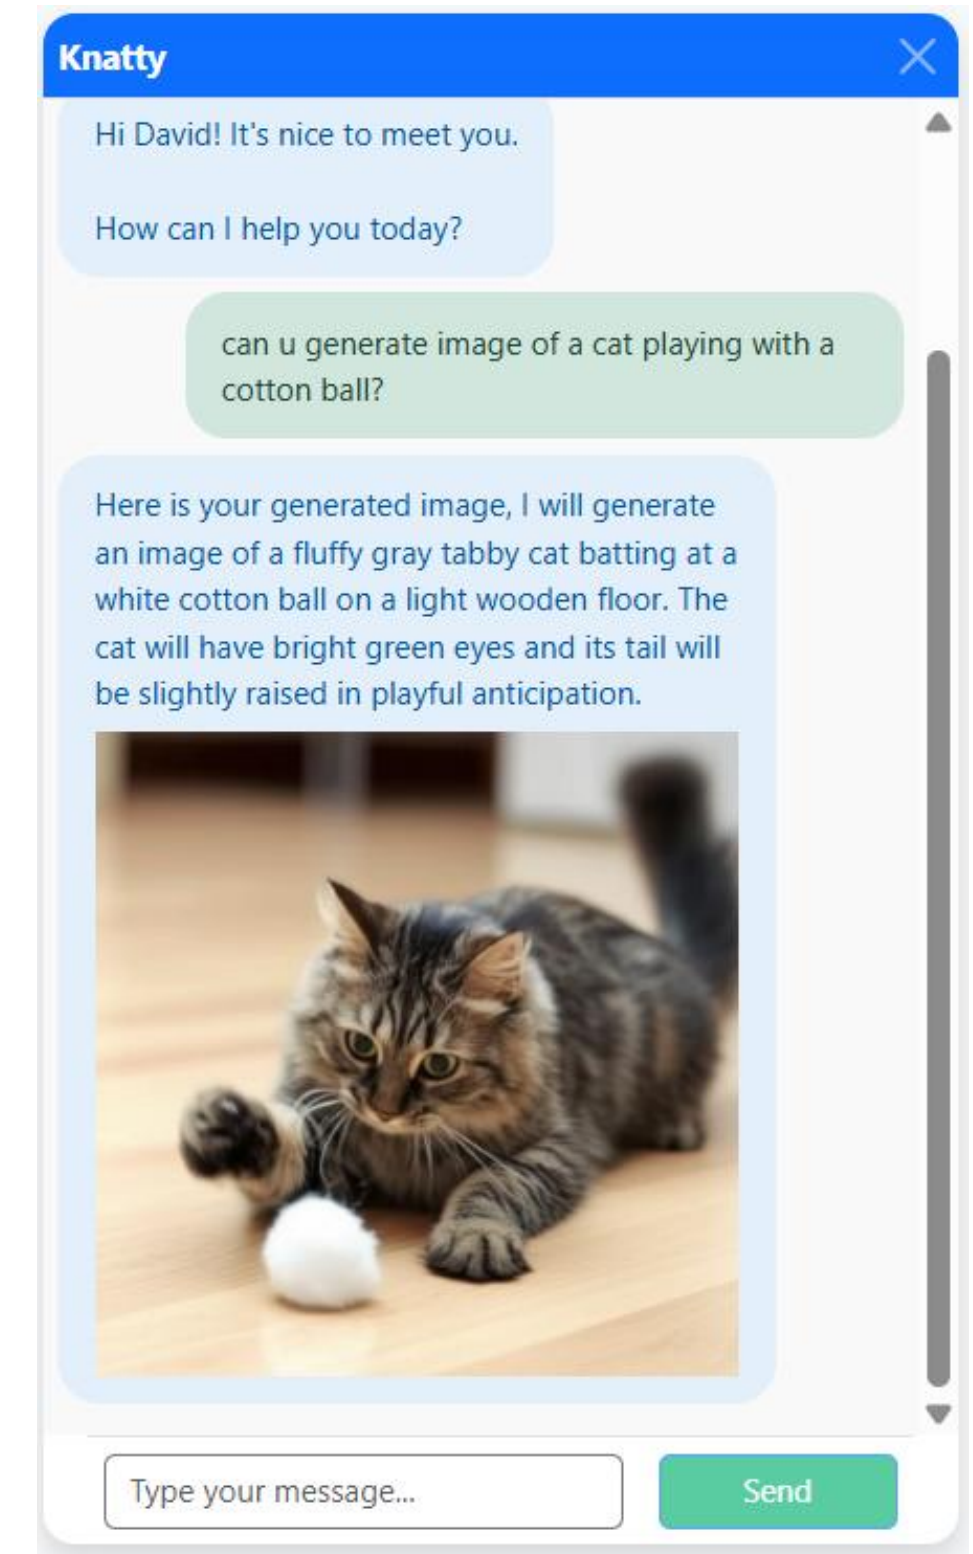 Knatty
Hi David! It's nice to meet you.
How can I help you today?
can u generate image of a cat playing with a
cotton ball?
Here is your generated image, I will generate
an image of a fluffy gray tabby cat batting at a
white cotton ball on a light wooden floor. The
cat will have bright green eyes and its tail will
be slightly raised in playful anticipation.
Type your message...
Send